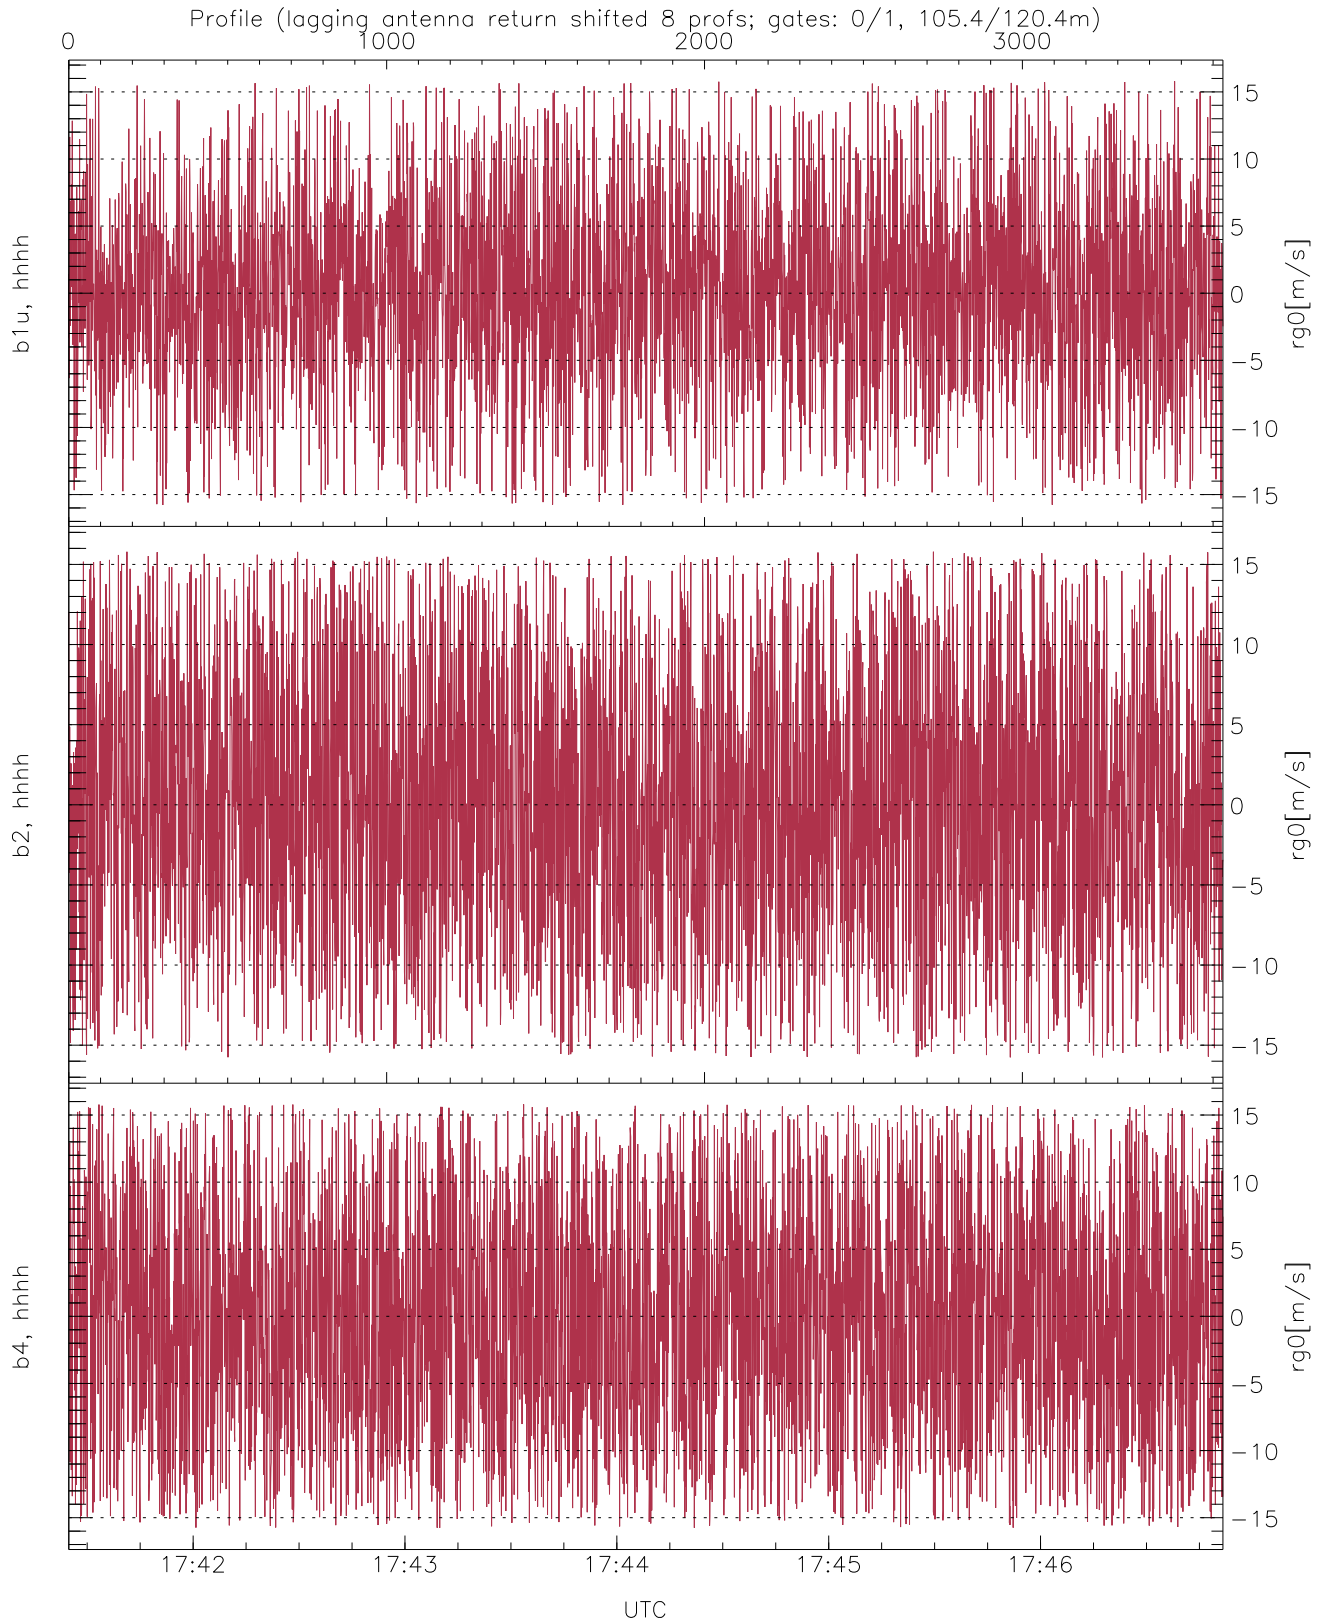 Profile (lagging antenna return shifted 8 profs; gates: 0/1, 105.4/120.4m)
0 1000 2000 3000
15
10
5
0
-5
-10
-15
b1u, hhhh
rg0[m/s]
15
10
5
0
-5
-10
-15
b2, hhhh
rg0[m/s]
15
10
5
0
-5
-10
-15
b4, hhhh
rg0[m/s]
17:42 17:43 17:44 17:45 17:46
UTC